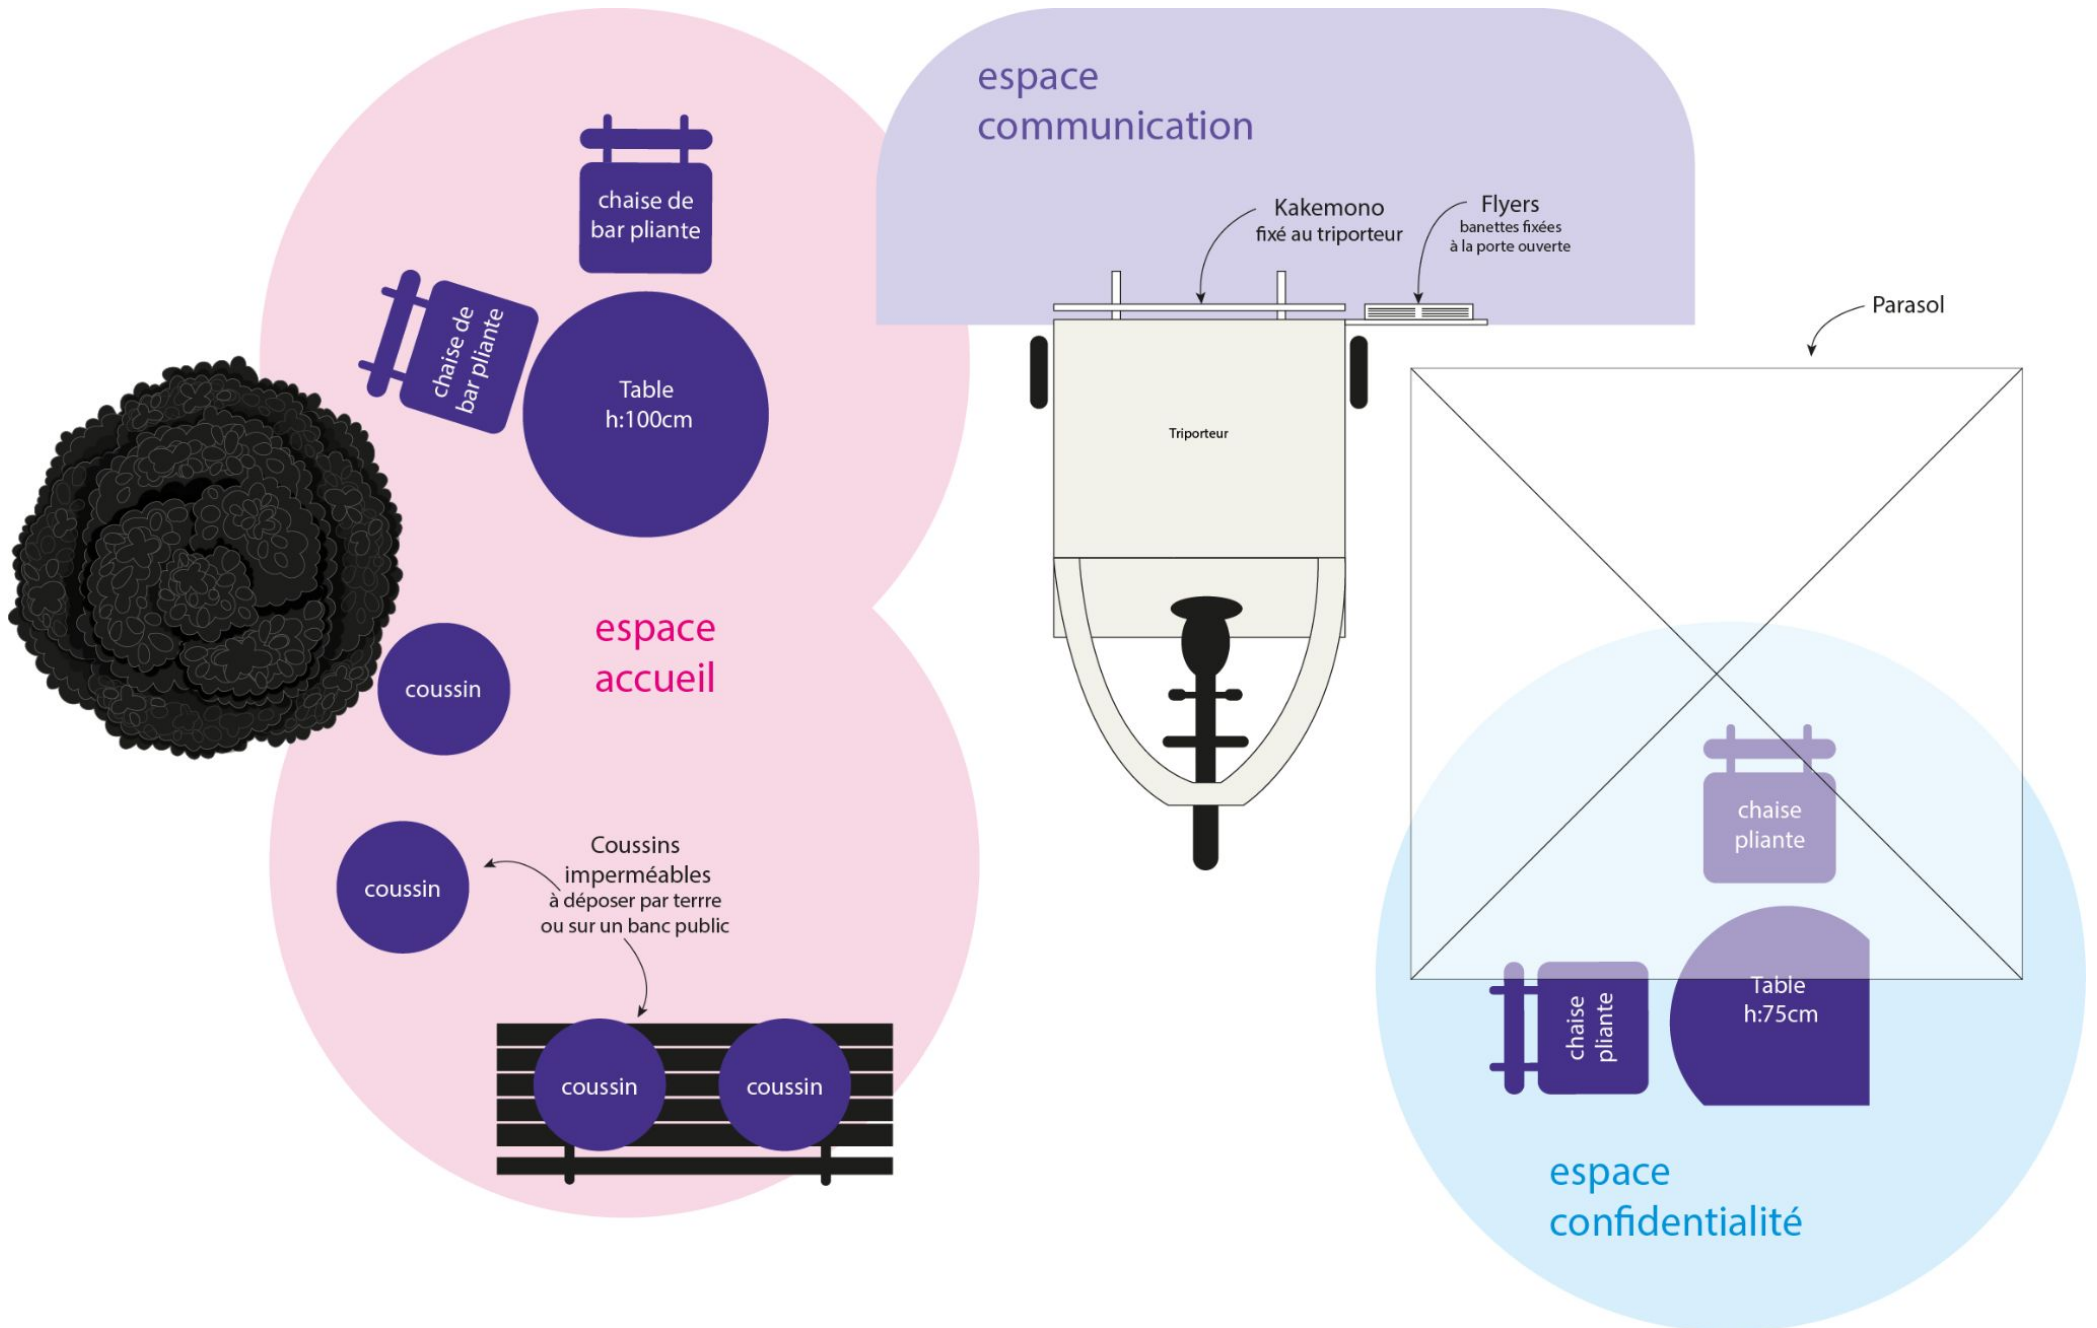 espace
communication
Kakemono
fixé au triporteur
Flyers
banettes fixées
à la porte ouverte
Parasol
chaise de
bar pliante
chaise de
bar pliante
Table
h:100cm
Triporteur
espace
accueil
coussin
coussin
Coussins
imperméables
à déposer par terrre
ou sur un banc public
coussin
coussin
chaise
pliante
chaise
pliante
Table
h:75cm
espace
confidentialité